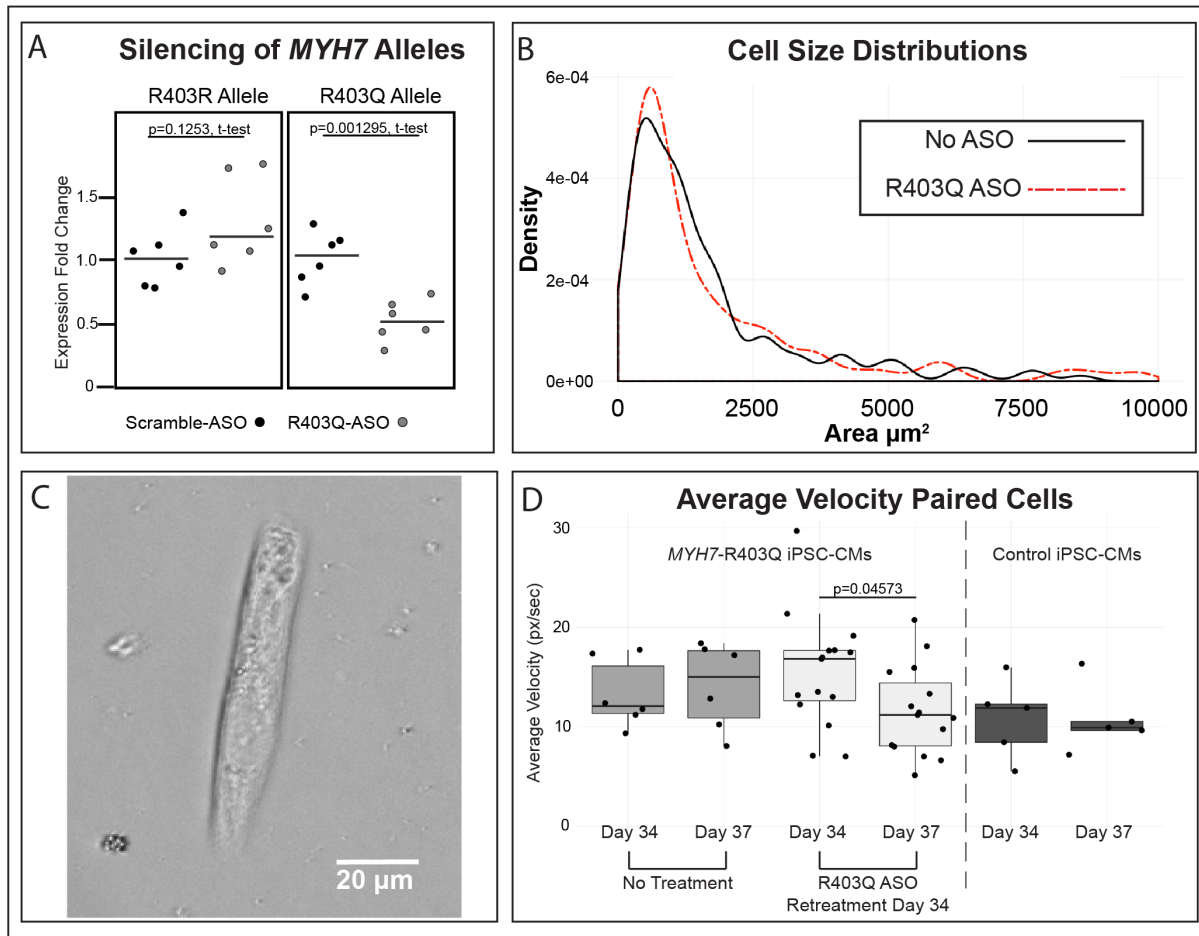 A
Silencing of MYH7 Alleles
R403R Allele
R403Q Allele
p=0.1253, t-test
p=0.001295, t-test
Expression Fold Change
1.5
1.0
0.5
0
Scramble-ASO
R403Q-ASO
B
Cell Size Distributions
No ASO
R403Q ASO
Density
6e-04
4e-04
2e-04
0e+00
0
2500
5000
7500
10000
Area µm²
C
20 µm
D
Average Velocity Paired Cells
MYH7-R403Q iPSC-CMs
Control iPSC-CMs
p=0.04573
Average Velocity (px/sec)
30
20
10
0
Day 34
Day 37
Day 34
Day 37
Day 34
Day 37
No Treatment
R403Q ASO
Retreatment Day 34